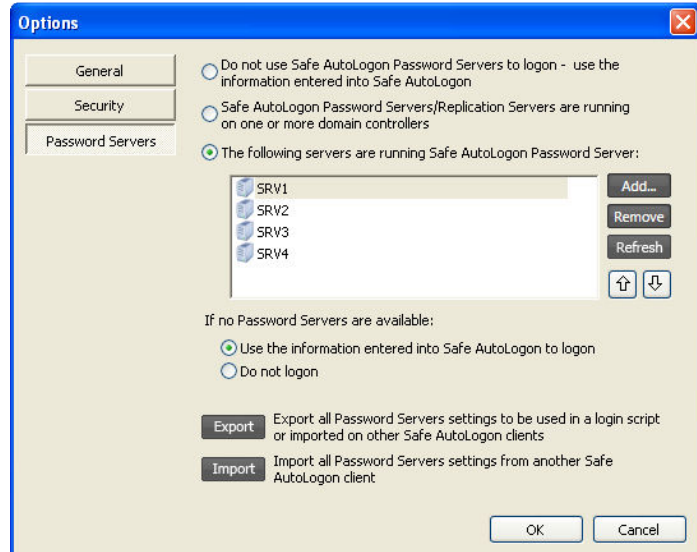 Options
General
Security
Password Servers
Do not use Safe AutoLogon Password Servers to logon - use the
information entered into Safe AutoLogon
Safe AutoLogon Password Servers/Replication Servers are running
on one or more domain controllers
The following servers are running Safe AutoLogon Password Server:
SRV1
SRV2
SRV3
SRV4
Add...
Remove
Refresh
If no Password Servers are available:
Use the information entered into Safe AutoLogon to logon
Do not logon
Export
Export all Password Servers settings to be used in a login script
or imported on other Safe AutoLogon clients
Import
Import all Password Servers settings from another Safe
AutoLogon client
OK
Cancel